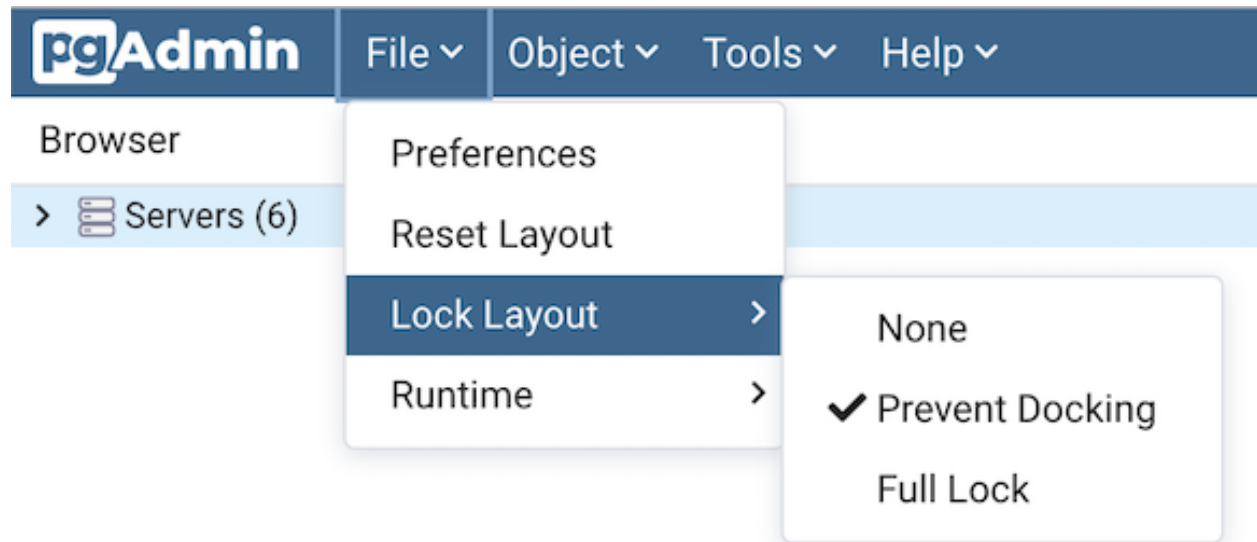 pgAdmin File Object Tools Help
Browser
Servers (6)
Preferences
Reset Layout
Lock Layout
Runtime
None
Prevent Docking
Full Lock